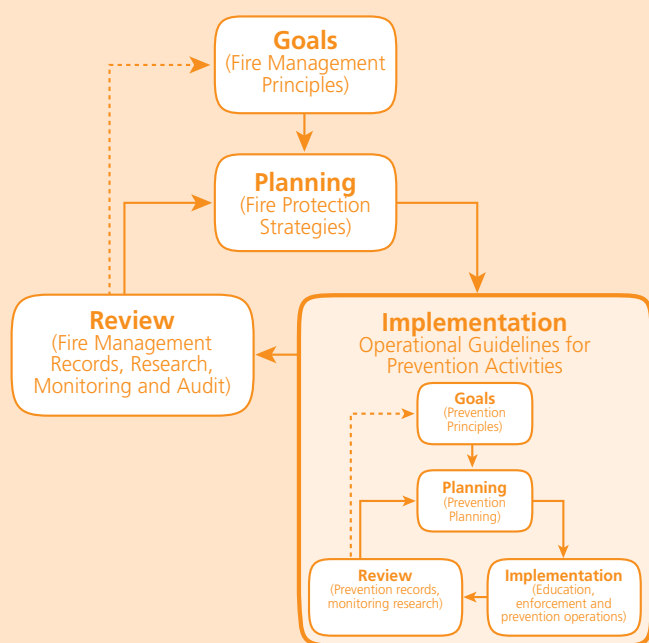 Goals
(Fire Management
Principles)
Planning
(Fire Protection
Strategies)
Review
(Fire Management
Records, Research,
Monitoring and Audit)
Implementation
Operational Guidelines for
Prevention Activities
Goals
(Prevention
Principles)
Planning
(Prevention
Planning)
Review
(Prevention records,
monitoring research)
Implementation
(Education,
enforcement and
prevention operations)